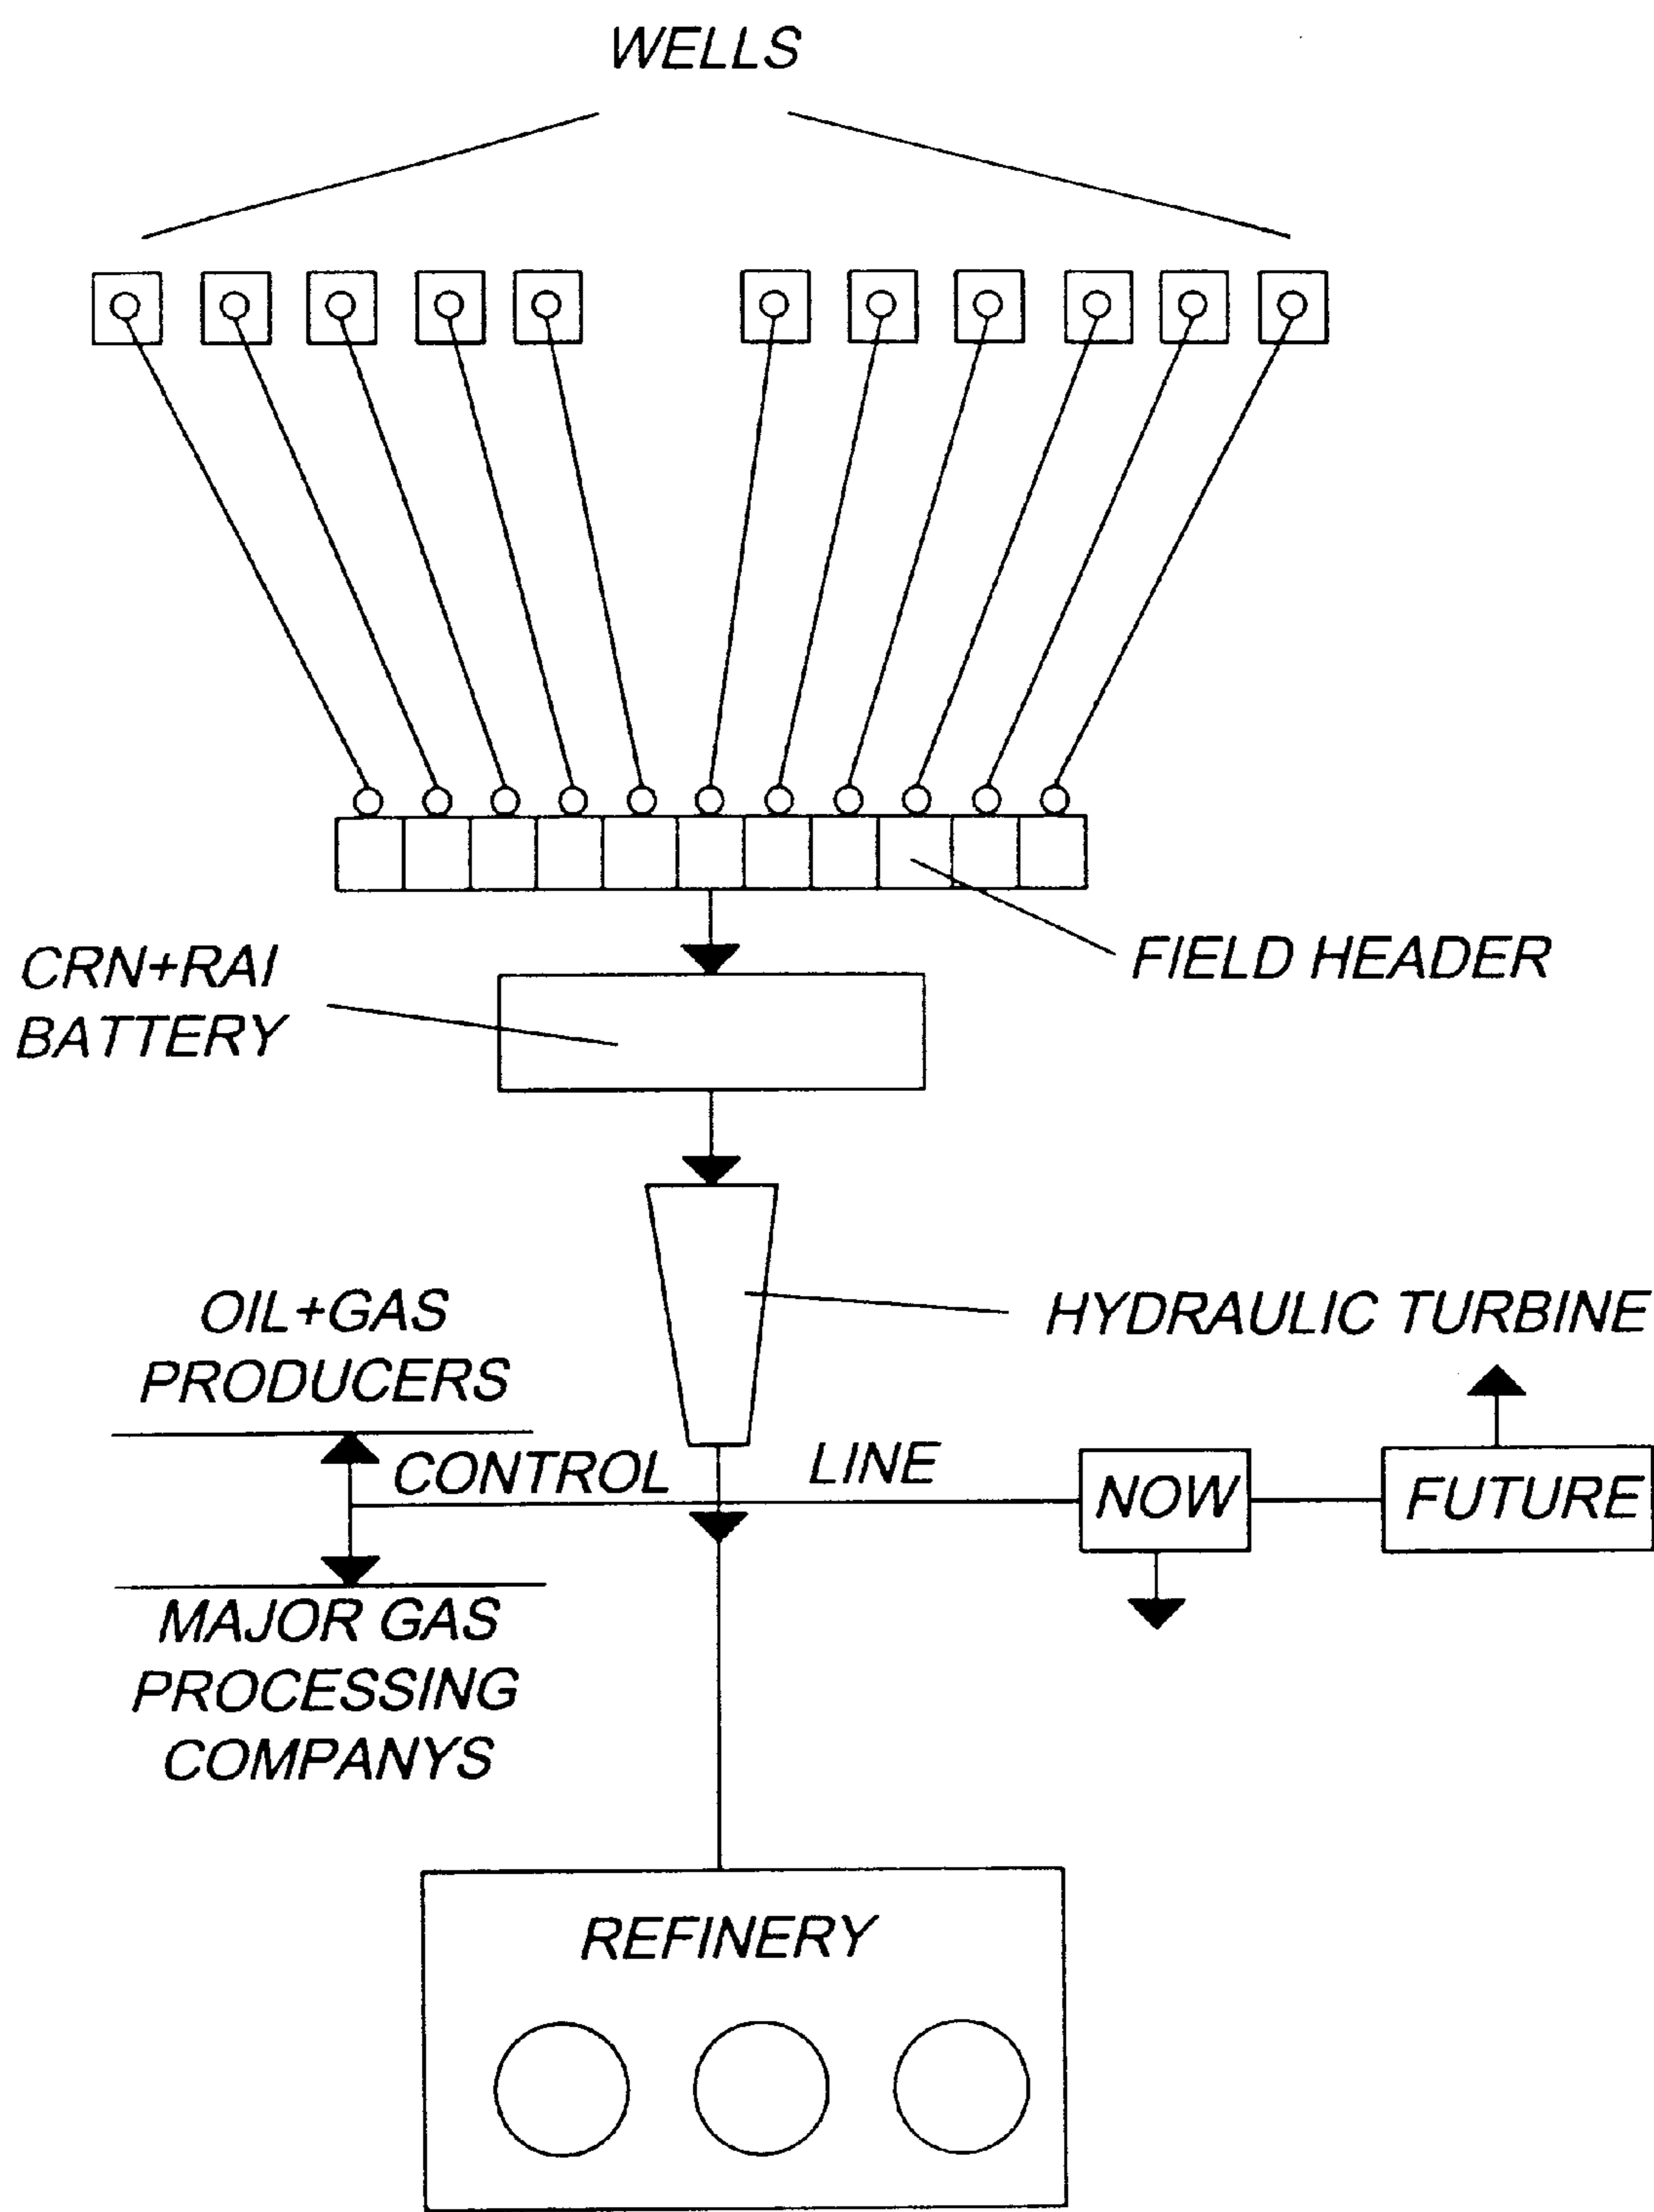 WELLS
CRN+RAI
BATTERY
FIELD HEADER
OIL+GAS
PRODUCERS
HYDRAULIC TURBINE
CONTROL LINE
NOW
FUTURE
MAJOR GAS
PROCESSING
COMPANYS
REFINERY